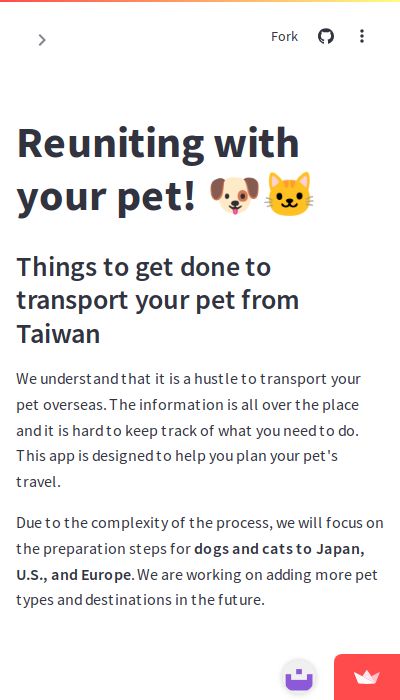 Fork
Reuniting with
your pet! 🐶🐱
Things to get done to
transport your pet from
Taiwan
We understand that it is a hustle to transport your
pet overseas. The information is all over the place
and it is hard to keep track of what you need to do.
This app is designed to help you plan your pet's
travel.
Due to the complexity of the process, we will focus on
the preparation steps for dogs and cats to Japan,
U.S., and Europe. We are working on adding more pet
types and destinations in the future.